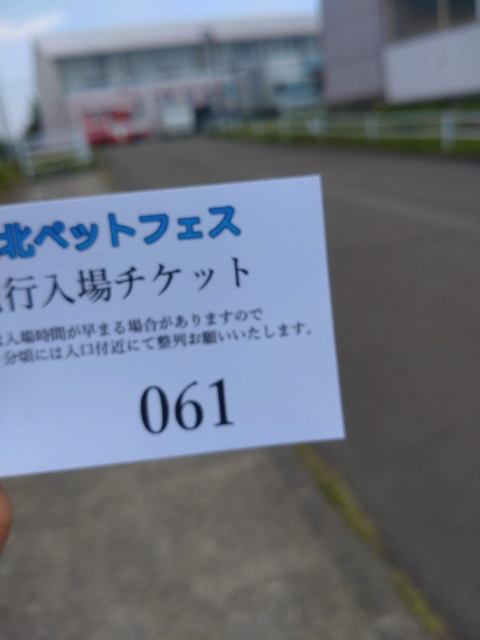 北ペットフェス
行入場チケット
は入場時間が早まる場合がありますので
分頃には入口付近にて整列お願いいたします。
061